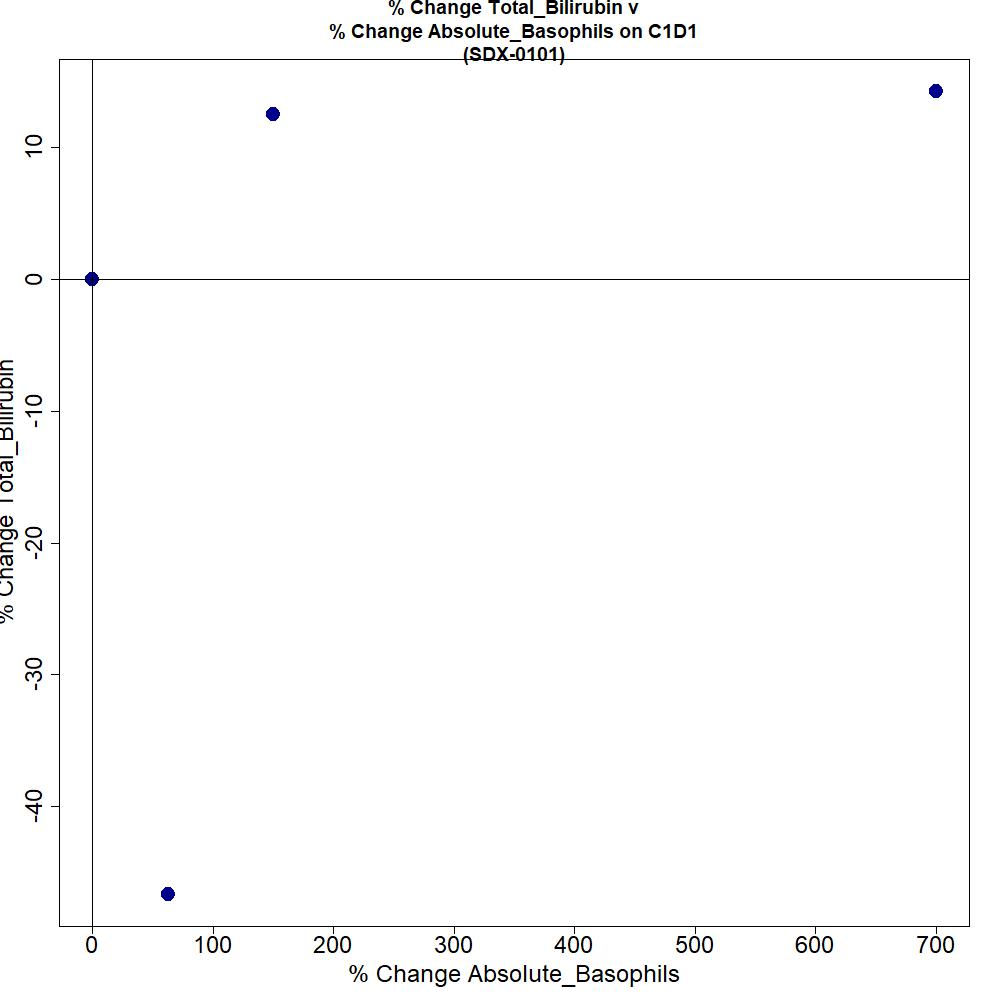 % Change Total_Bilirubin v
% Change Absolute_Basophils on C1D1
(SDX-0101)
% Change Total_Bilirubin
10
0
-10
-20
-30
-40
0 100 200 300 400 500 600 700
% Change Absolute_Basophils